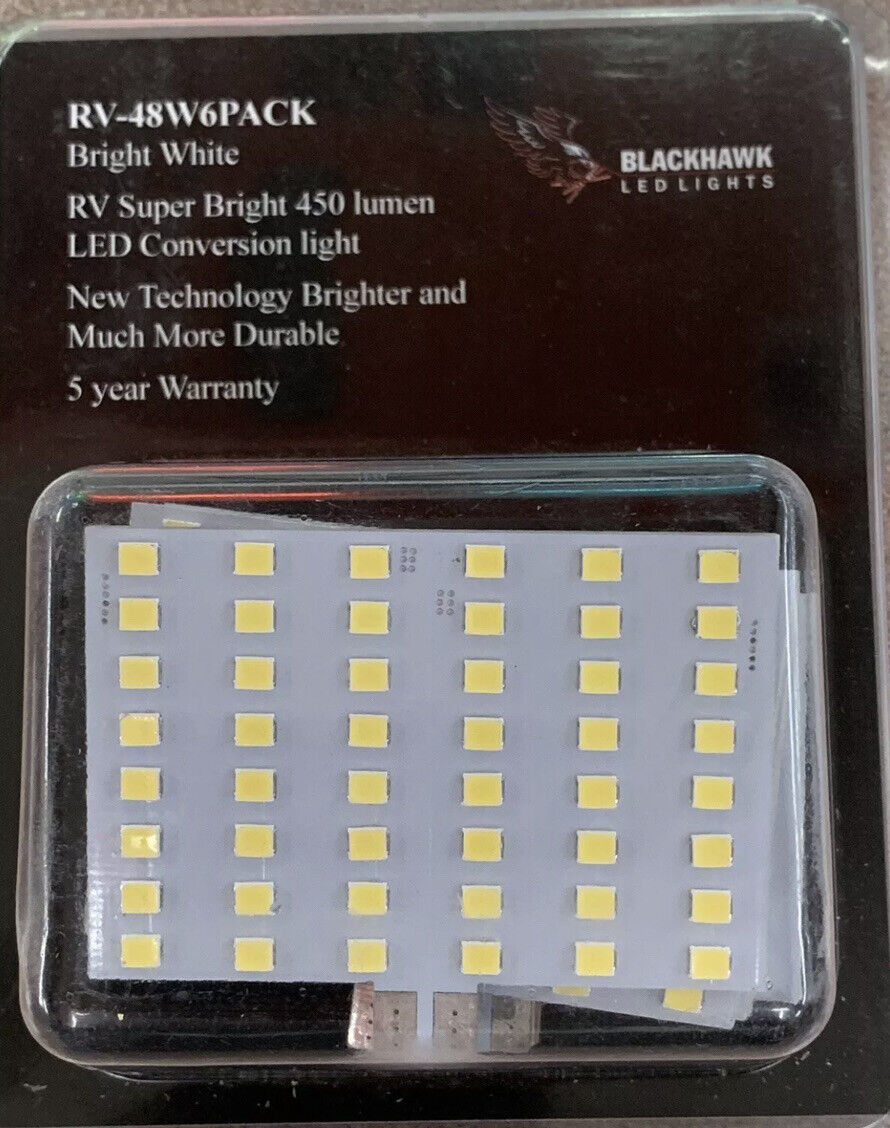 RV-48W6PACK
Bright White
RV Super Bright 450 lumen
LED Conversion light
New Technology Brighter and
Much More Durable
5 year Warranty
BLACKHAWK
LED LIGHTS